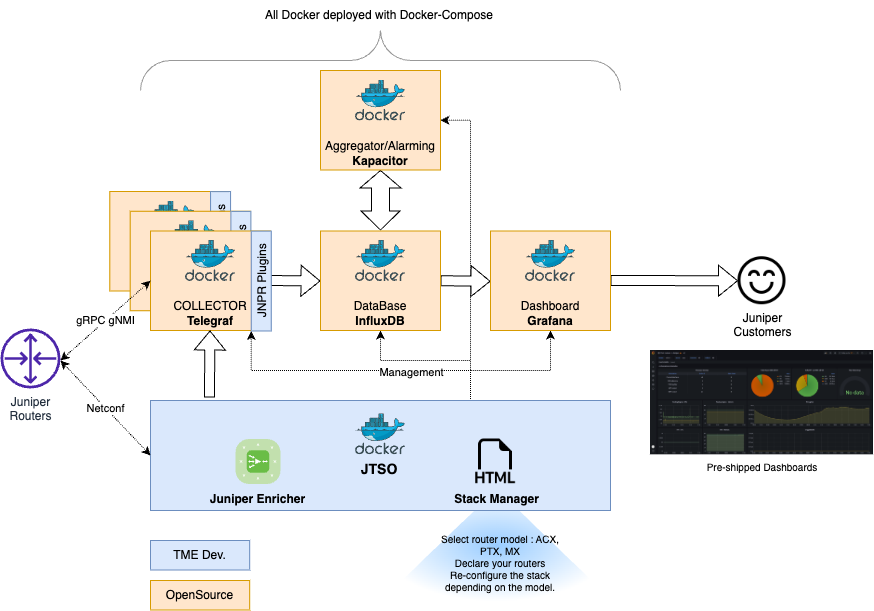 All Docker deployed with Docker-Compose
docker
Aggregator/Alarming
Kapacitor
s
s
docker
COLLECTOR
Telegraf
JNPR Plugins
docker
DataBase
InfluxDB
docker
Dashboard
Grafana
Juniper
Customers
gRPC gNMI
Juniper
Routers
Netconf
Management
No data
Pre-shipped Dashboards
docker
JTSO
Juniper Enricher
HTML
Stack Manager
Select router model : ACX,
PTX, MX
Declare your routers
Re-configure the stack
depending on the model.
TME Dev.
OpenSource